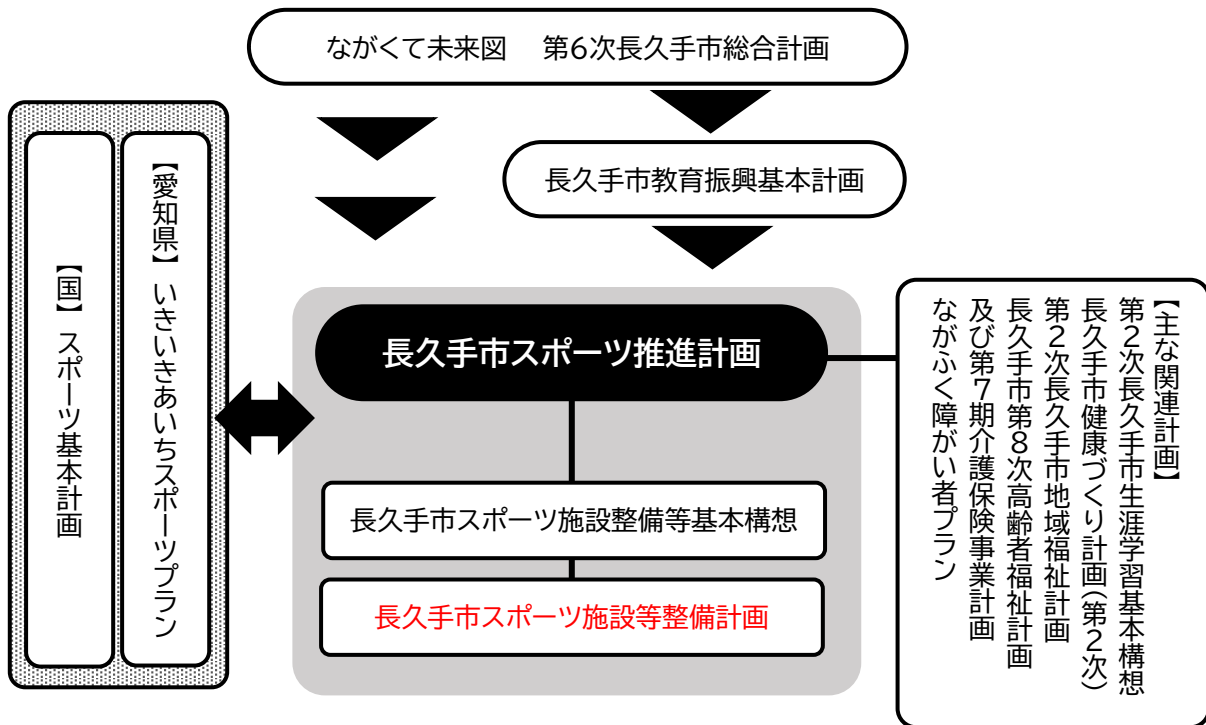 ながくて未来図　第6次長久手市総合計画
長久手市教育振興基本計画
【愛知県】いきいきあいちスポーツプラン
【国】スポーツ基本計画
長久手市スポーツ推進計画
長久手市スポーツ施設整備等基本構想
長久手市スポーツ施設等整備計画
【主な関連計画】
第2次長久手市生涯学習基本構想
長久手市健康づくり計画(第2次)
第2次長久手市地域福祉計画
長久手市第8次高齢者福祉計画
及び第7期介護保険事業計画
ながふく障がい者プラン